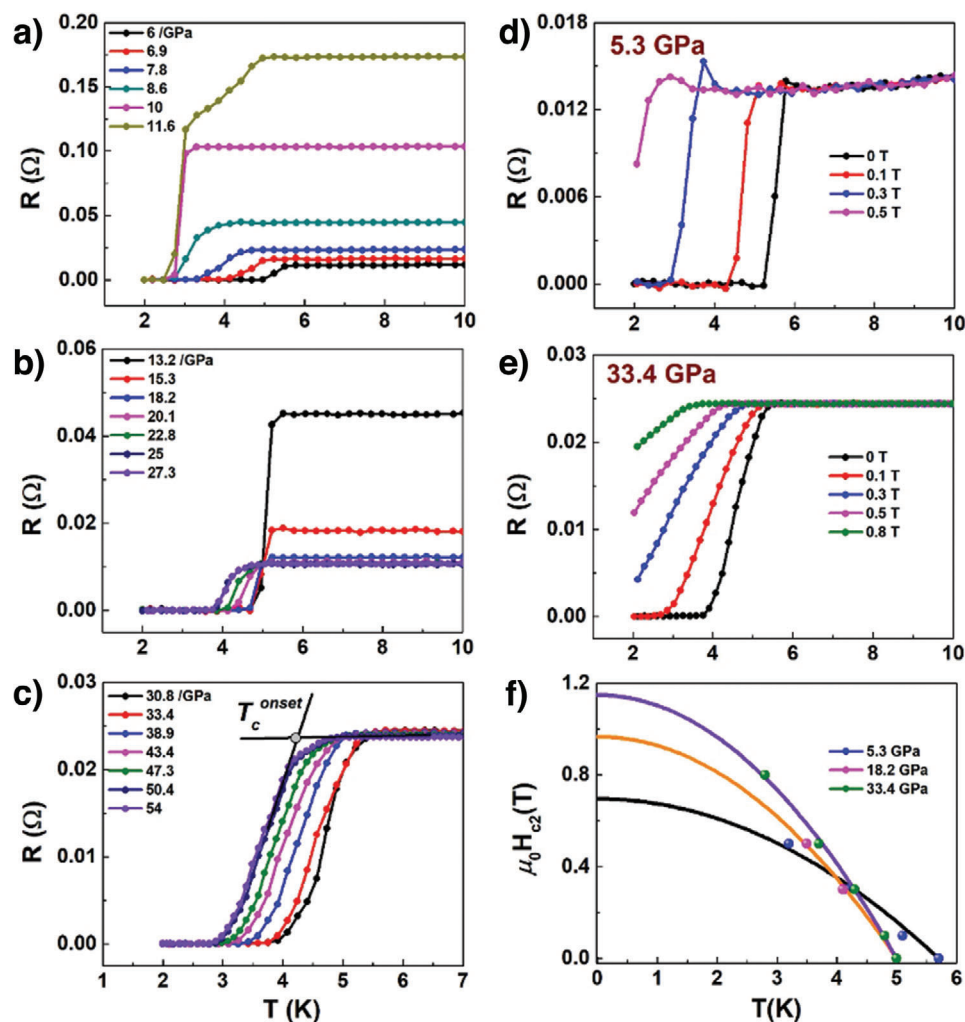 a)
R (Ω)
0.20
0.15
0.10
0.05
0.00
6 /GPa
6.9
7.8
8.6
10
11.6
2 4 6 8 10
d)
5.3 GPa
R (Ω)
0.018
0.012
0.006
0.000
0 T
0.1 T
0.3 T
0.5 T
2 4 6 8 10
b)
R (Ω)
0.06
0.04
0.02
0.00
13.2 /GPa
15.3
18.2
20.1
22.8
25
27.3
2 4 6 8 10
e)
33.4 GPa
R (Ω)
0.03
0.02
0.01
0.00
0 T
0.1 T
0.3 T
0.5 T
0.8 T
2 4 6 8 10
c)
R (Ω)
0.03
0.02
0.01
0.00
30.8 /GPa
33.4
38.9
43.4
47.3
50.4
54
Tc onset
1 2 3 4 5 6 7
T (K)
f)
μ0Hc2(T)
1.2
0.8
0.4
0.0
5.3 GPa
18.2 GPa
33.4 GPa
0 1 2 3 4 5 6
T(K)